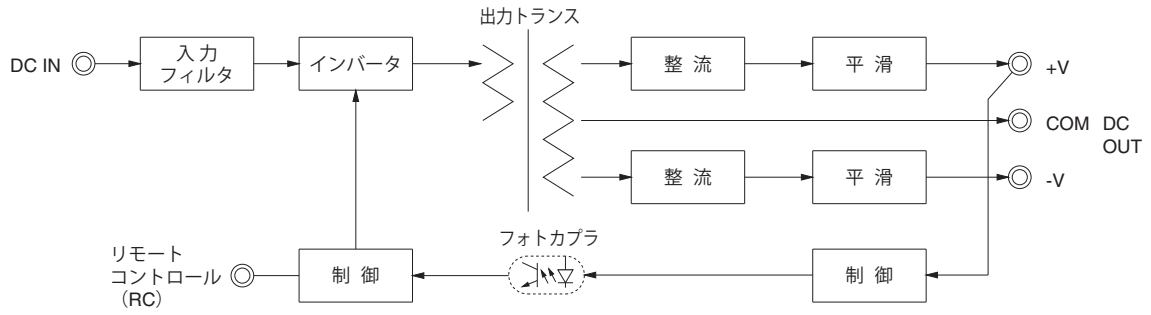 出力トランス
DC IN
入力
フィルタ
インバータ
整流
平滑
+V
COM DC
OUT
整流
平滑
-V
フォトカプラ
リモート
コントロール
(RC)
制御
制御